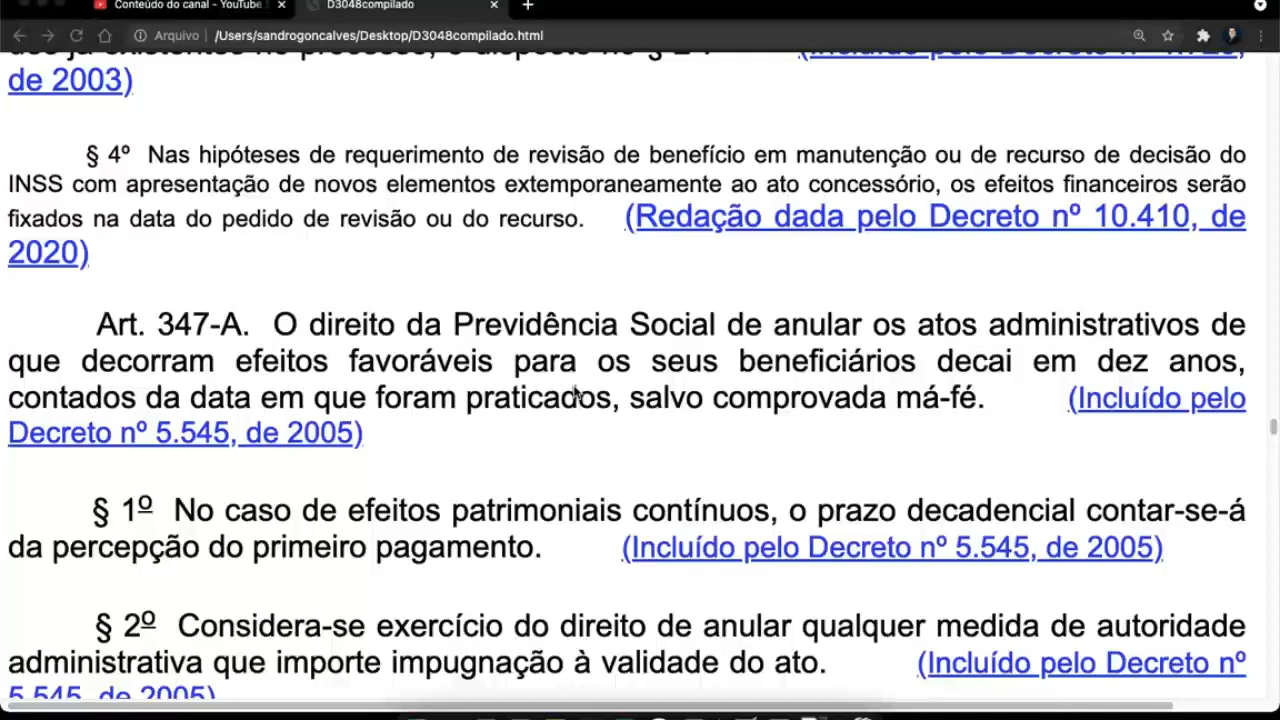 Conteúdo do canal - YouTube
D3048compilado
Arquivo | /Users/sandrogoncalves/Desktop/D3048compilado.html
de 2003)
§ 4º Nas hipóteses de requerimento de revisão de benefício em manutenção ou de recurso de decisão do
INSS com apresentação de novos elementos extemporaneamente ao ato concessório, os efeitos financeiros serão
fixados na data do pedido de revisão ou do recurso. (Redação dada pelo Decreto nº 10.410, de
2020)
Art. 347-A. O direito da Previdência Social de anular os atos administrativos de
que decorram efeitos favoráveis para os seus beneficiários decai em dez anos,
contados da data em que foram praticados, salvo comprovada má-fé. (Incluído pelo
Decreto nº 5.545, de 2005)
§ 1º No caso de efeitos patrimoniais contínuos, o prazo decadencial contar-se-á
da percepção do primeiro pagamento. (Incluído pelo Decreto nº 5.545, de 2005)
§ 2º Considera-se exercício do direito de anular qualquer medida de autoridade
administrativa que importe impugnação à validade do ato. (Incluído pelo Decreto nº
5.545, de 2005)